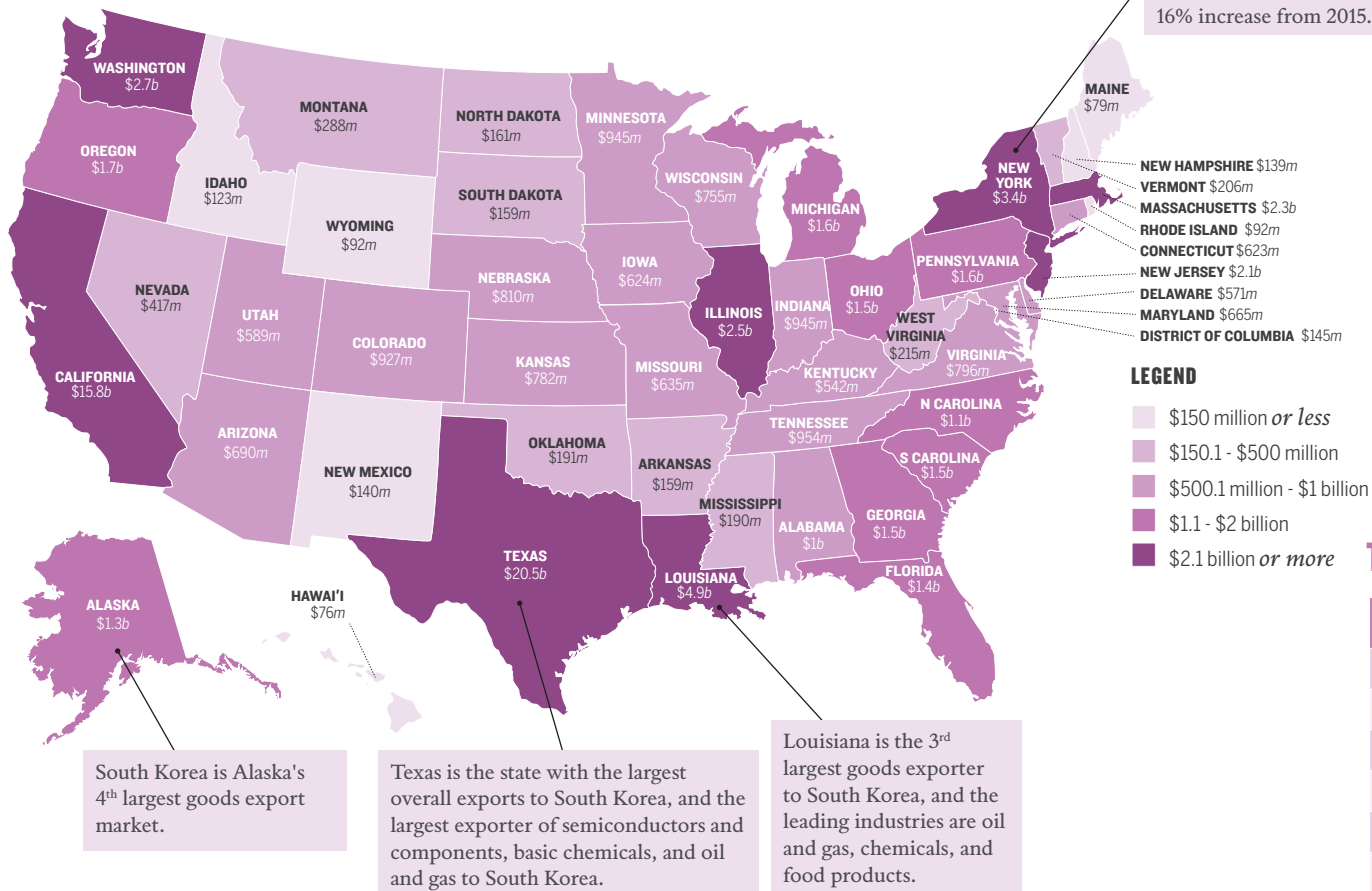 16% increase from 2015.
WASHINGTON
$2.7b
OREGON
$1.7b
IDAHO
$123m
MONTANA
$288m
NORTH DAKOTA
$161m
MINNESOTA
$945m
SOUTH DAKOTA
$159m
WISCONSIN
$755m
MICHIGAN
$1.6b
NEW
YORK
$3.4b
MAINE
$79m
NEW HAMPSHIRE $139m
VERMONT $206m
MASSACHUSETTS $2.3b
RHODE ISLAND $92m
CONNECTICUT $623m
NEW JERSEY $2.1b
DELAWARE $571m
MARYLAND $665m
DISTRICT OF COLUMBIA $145m
WYOMING
$92m
NEVADA
$417m
UTAH
$589m
COLORADO
$927m
NEBRASKA
$810m
IOWA
$624m
ILLINOIS
$2.5b
INDIANA
$945m
OHIO
$1.5b
PENNSYLVANIA
$1.6b
WEST
VIRGINIA
$215m
VIRGINIA
$796m
CALIFORNIA
$15.8b
KANSAS
$782m
MISSOURI
$635m
KENTUCKY
$542m
TENNESSEE
$954m
N CAROLINA
$1.1b
S CAROLINA
$1.5b
ARIZONA
$690m
NEW MEXICO
$140m
OKLAHOMA
$191m
ARKANSAS
$159m
MISSISSIPPI
$190m
ALABAMA
$1b
GEORGIA
$1.5b
FLORIDA
$1.4b
TEXAS
$20.5b
LOUISIANA
$4.9b
ALASKA
$1.3b
HAWAI'I
$76m
LEGEND
$150 million or less
$150.1 - $500 million
$500.1 million - $1 billion
$1.1 - $2 billion
$2.1 billion or more
South Korea is Alaska's
4th largest goods export
market.
Texas is the state with the largest
overall exports to South Korea, and the
largest exporter of semiconductors and
components, basic chemicals, and oil
and gas to South Korea.
Louisiana is the 3rd
largest goods exporter
to South Korea, and the
leading industries are oil
and gas, chemicals, and
food products.